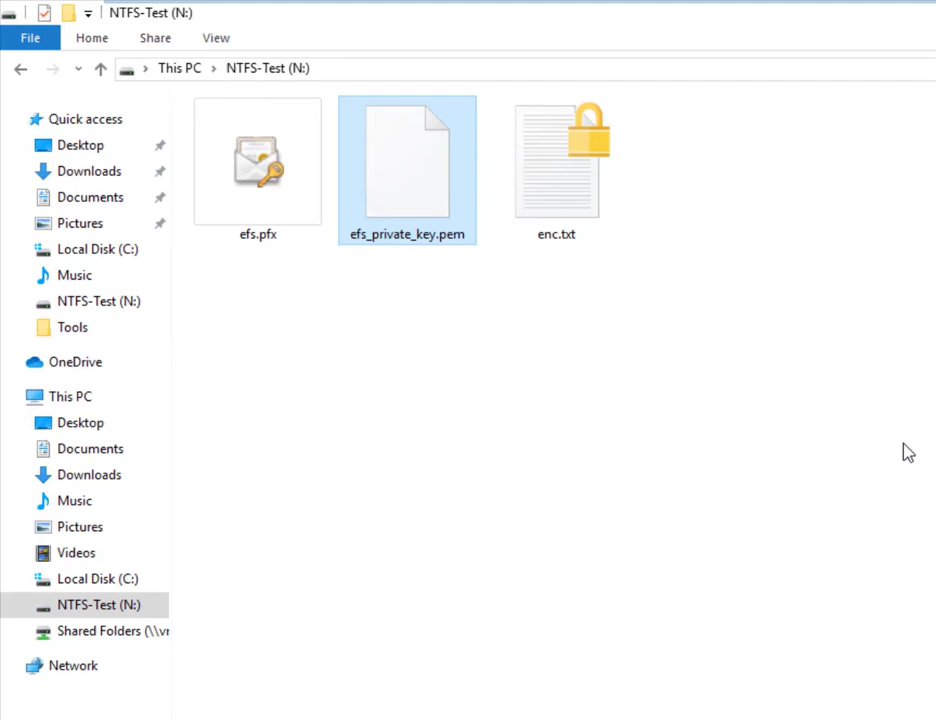 NTFS-Test (N:)
File Home Share View
This PC NTFS-Test (N:)
Quick access
Desktop
Downloads
Documents
Pictures
Local Disk (C:)
Music
NTFS-Test (N:)
Tools
OneDrive
This PC
Desktop
Documents
Downloads
Music
Pictures
Videos
Local Disk (C:)
NTFS-Test (N:)
Shared Folders (\\vr
Network
efs.pfx
efs_private_key.pem
enc.txt